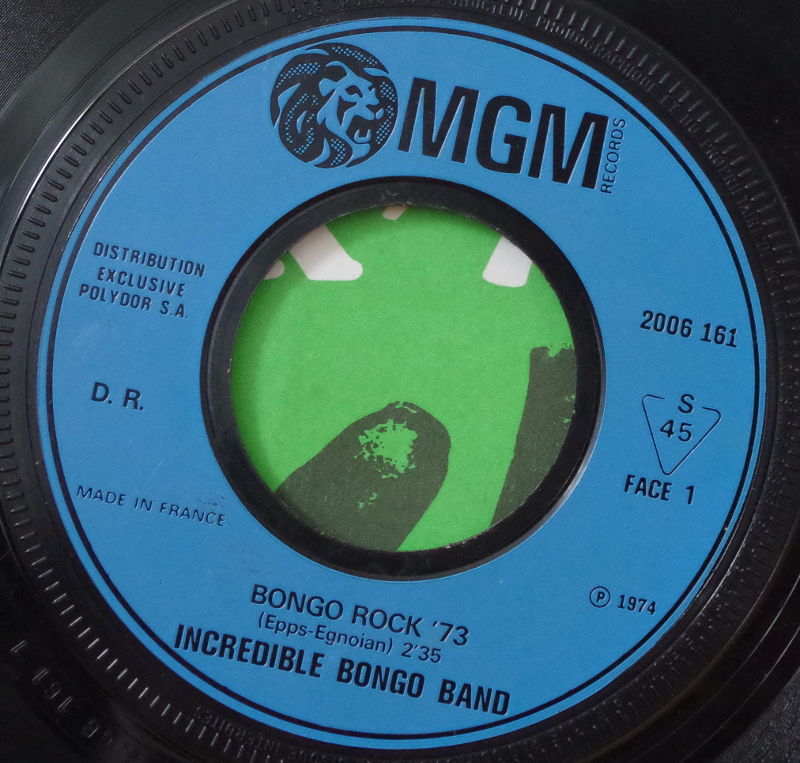 MGM
RECORDS
DISTRIBUTION
EXCLUSIVE
POLYDOR S.A.
2006 161
D. R.
S
45
FACE 1
MADE IN FRANCE
℗ 1974
BONGO ROCK '73
(Epps-Egnoian) 2'35
INCREDIBLE BONGO BAND